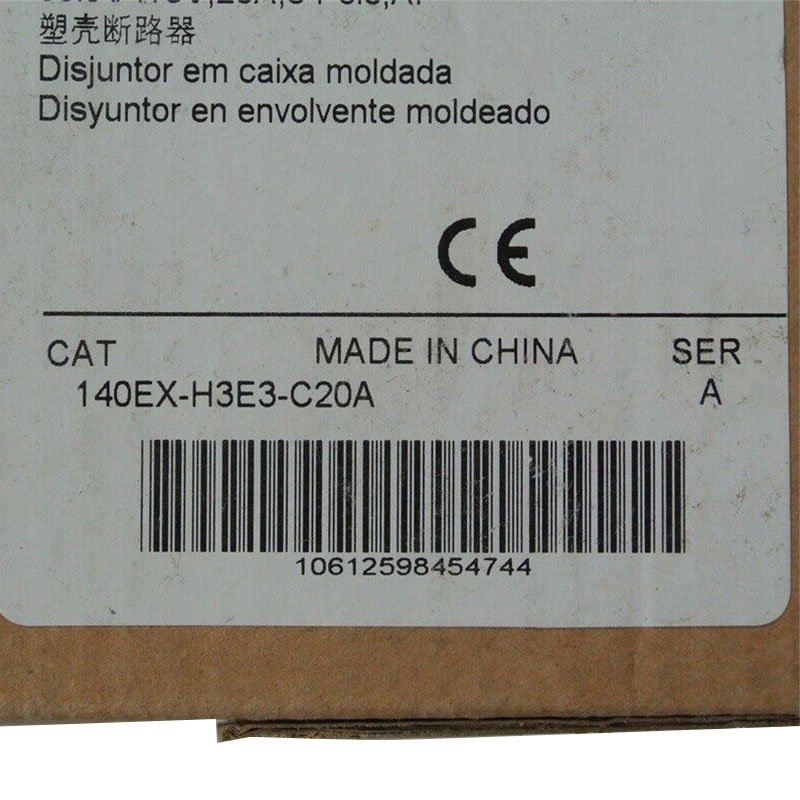 塑壳断路器
Disjuntor em caixa moldada
Disyuntor en envolvente moldeado
CE
CAT MADE IN CHINA SER
140EX-H3E3-C20A A
10612598454744